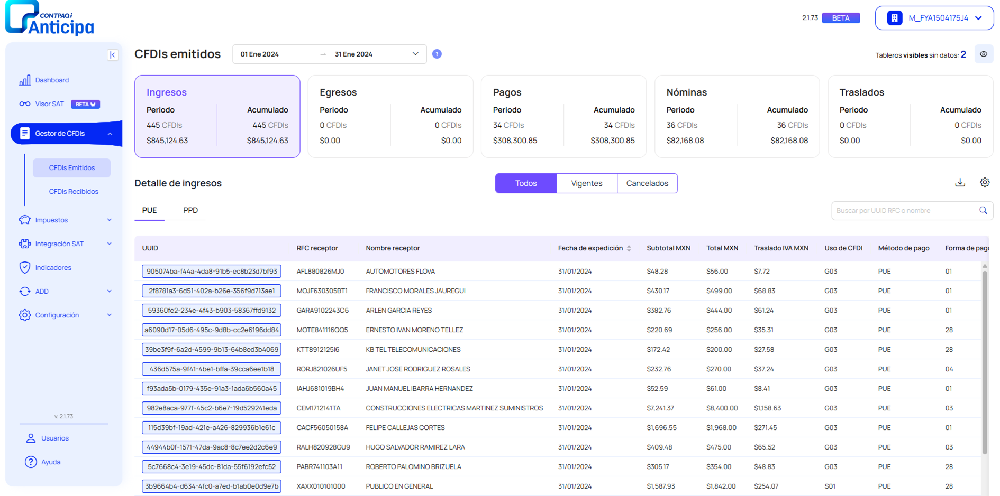 CONTPAQi
Anticipa
2.1.73 BETA M_FYA1504175J4
CFDIs emitidos 01 Ene 2024 → 31 Ene 2024 ? Tableros visibles sin datos: 2
Dashboard
Visor SAT BETA
Gestor de CFDIs
CFDIs Emitidos
CFDIs Recibidos
Impuestos
Integración SAT
Indicadores
ADD
Configuración
v. 2.1.73
Usuarios
? Ayuda
Ingresos
Periodo Acumulado
445 CFDIs 445 CFDIs
$845,124.63 $845,124.63
Egresos
Periodo Acumulado
0 CFDIs 0 CFDIs
$0.00 $0.00
Pagos
Periodo Acumulado
34 CFDIs 34 CFDIs
$308,300.85 $308,300.85
Nóminas
Periodo Acumulado
36 CFDIs 36 CFDIs
$82,168.08 $82,168.08
Traslados
Periodo Acumulado
0 CFDIs 0 CFDIs
$0.00 $0.00
Detalle de ingresos Todos Vigentes Cancelados
PUE PPD Buscar por UUID RFC o nombre
UUID RFC receptor Nombre receptor Fecha de expedición Subtotal MXN Total MXN Traslado IVA MXN Uso de CFDI Método de pago Forma de pago
905074ba-f44a-4da8-91b5-ec8b23d7bf93 AFL880826MJ0 AUTOMOTORES FLOVA 31/01/2024 $48.28 $56.00 $7.72 G03 PUE 01
2f8781a3-6d51-402a-b26e-356f9d713ae1 MOJF630305BT1 FRANCISCO MORALES JAUREGUI 31/01/2024 $430.17 $499.00 $68.83 G03 PUE 01
59360fe2-234e-4f43-b903-58367ffd9132 GARA9102243C6 ARLEN GARCIA REYES 31/01/2024 $382.76 $444.00 $61.24 G03 PUE 01
a6090d17-05d6-495c-9d8b-cc2e6196dd84 MOTE841116QQ5 ERNESTO IVAN MORENO TELLEZ 31/01/2024 $220.69 $256.00 $35.31 G03 PUE 28
39be3f9f-6a2d-4599-9b13-64b8ed3b4069 KTT8912125I6 KB TEL TELECOMUNICACIONES 31/01/2024 $172.42 $200.00 $27.58 G03 PUE 28
436d575a-9f41-4be1-bffa-39cca6ee1b18 RORJ821026UF5 JANET JOSE RODRIGUEZ ROSALES 31/01/2024 $232.76 $270.00 $37.24 G03 PUE 04
f93ada5b-0179-435e-91a3-1ada6b560a45 IAHJ681019BH4 JUAN MANUEL IBARRA HERNANDEZ 31/01/2024 $52.59 $61.00 $8.41 G03 PUE 01
982e8aca-977f-45c2-b6e7-19d529241eda CEM1712141TA CONSTRUCCIONES ELECTRICAS MARTINEZ SUMINISTROS 31/01/2024 $7,241.37 $8,400.00 $1,158.63 G03 PUE 03
115d39bf-19ad-421e-a426-829936b1e61c CACF56050158A FELIPE CALLEJAS CORTES 31/01/2024 $1,696.55 $1,968.00 $271.45 G03 PUE 01
44944b0f-1571-47da-9ac8-8c7ee2d2c6e9 RALH820928GU9 HUGO SALVADOR RAMIREZ LARA 31/01/2024 $409.48 $475.00 $65.52 G03 PUE 03
5c7668c4-3e19-45dc-81da-55f6192efc52 PABR741103A11 ROBERTO PALOMINO BRIZUELA 31/01/2024 $305.17 $354.00 $48.83 G03 PUE 28
3b9664b4-d634-4fc0-a7ed-b1ab0e0d9e7b XAXX010101000 PUBLICO EN GENERAL 31/01/2024 $1,587.93 $1,842.00 $254.07 S01 PUE 28